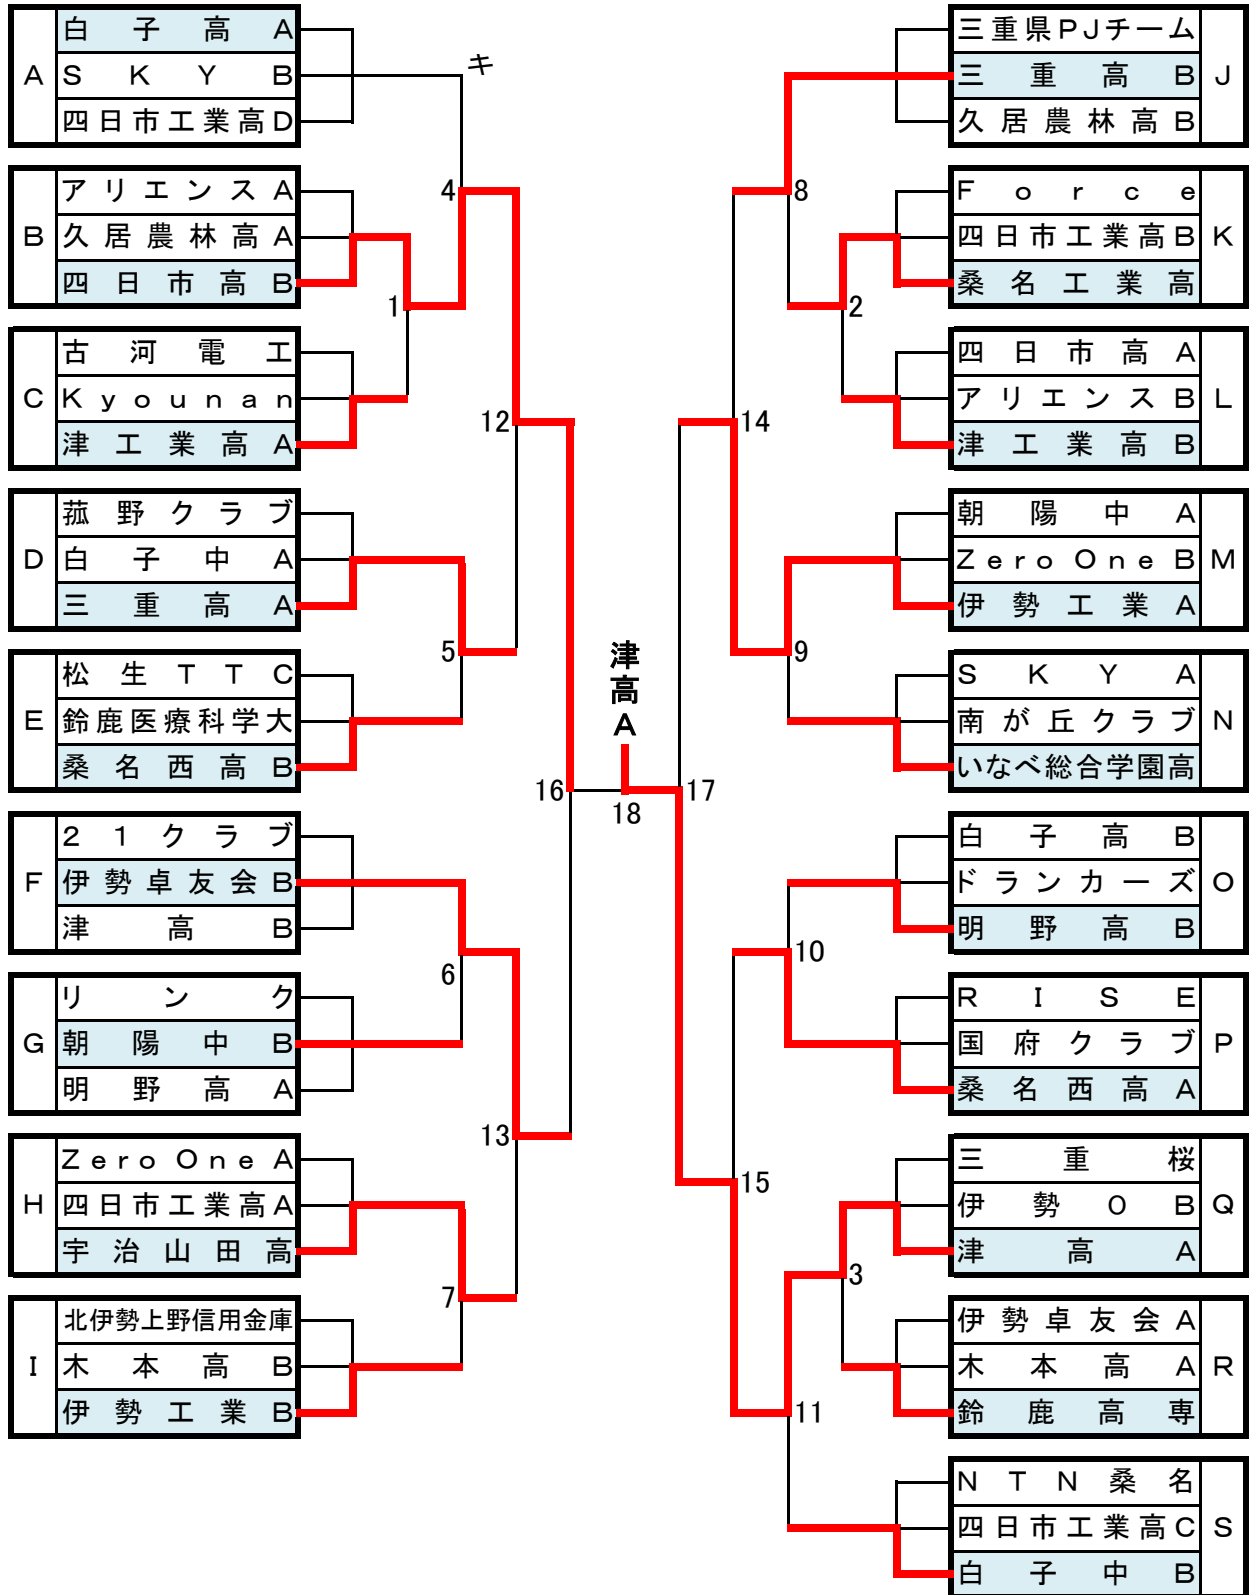 A
白子高A
SKYB
四日市工業高D
キ
B
アリエンスA
久居農林高A
四日市高B
C
古河電工
Kyounan
津工業高A
D
菰野クラブ
白子中A
三重高A
E
松生TTC
鈴鹿医療科学大
桑名西高B
F
21クラブ
伊勢卓友会B
津高B
G
リンク
朝陽中B
明野高A
H
Zero One A
四日市工業高A
宇治山田高
I
北伊勢上野信用金庫
木本高B
伊勢工業B
4
1
12
5
16
6
13
7
津高A
18
17
8
2
14
9
10
15
3
11
三重県PJチーム
三重高B
久居農林高B
J
Force
四日市工業高B
桑名工業高
K
四日市高A
アリエンスB
津工業高B
L
朝陽中A
Zero One B
伊勢工業A
M
SKYA
南が丘クラブ
いなべ総合学園高
N
白子高B
ドランカーズ
明野高B
O
RISE
国府クラブ
桑名西高A
P
三重桜
伊勢OB
津高A
Q
伊勢卓友会A
木本高A
鈴鹿高専
R
NTN桑名
四日市工業高C
白子中B
S